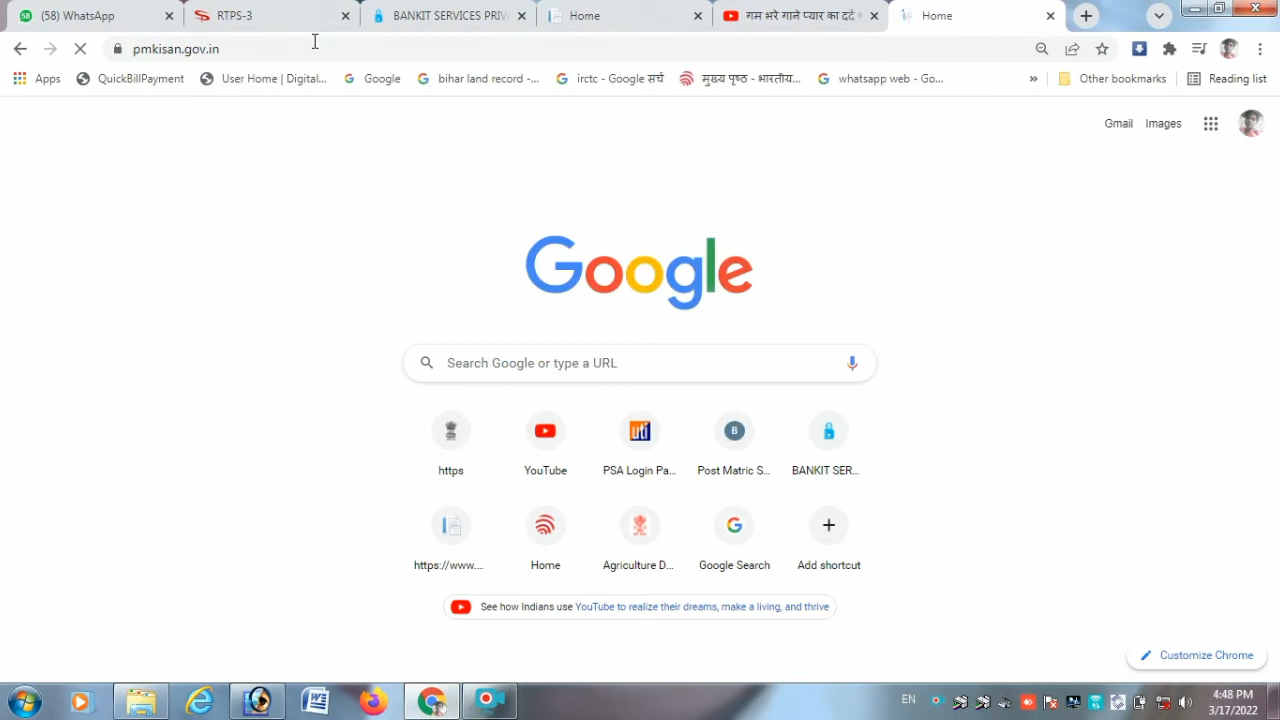 (58) WhatsApp
RTPS-3
BANKIT SERVICES PRIV
Home
गम भरे गाने प्यार का दर्द
Home
pmkisan.gov.in
Apps
QuickBillPayment
User Home | Digital...
Google
bihar land record -...
irctc - Google सर्च
मुख्य पृष्ठ - भारतीय...
whatsapp web - Go...
»
Other bookmarks
Reading list
Gmail
Images
Google
Search Google or type a URL
https
YouTube
uti
PSA Login Pa...
B
Post Matric S...
BANKIT SER...
https://www....
Home
Agriculture D...
Google Search
Add shortcut
See how Indians use YouTube to realize their dreams, make a living, and thrive
Customize Chrome
EN
4:48 PM
3/17/2022